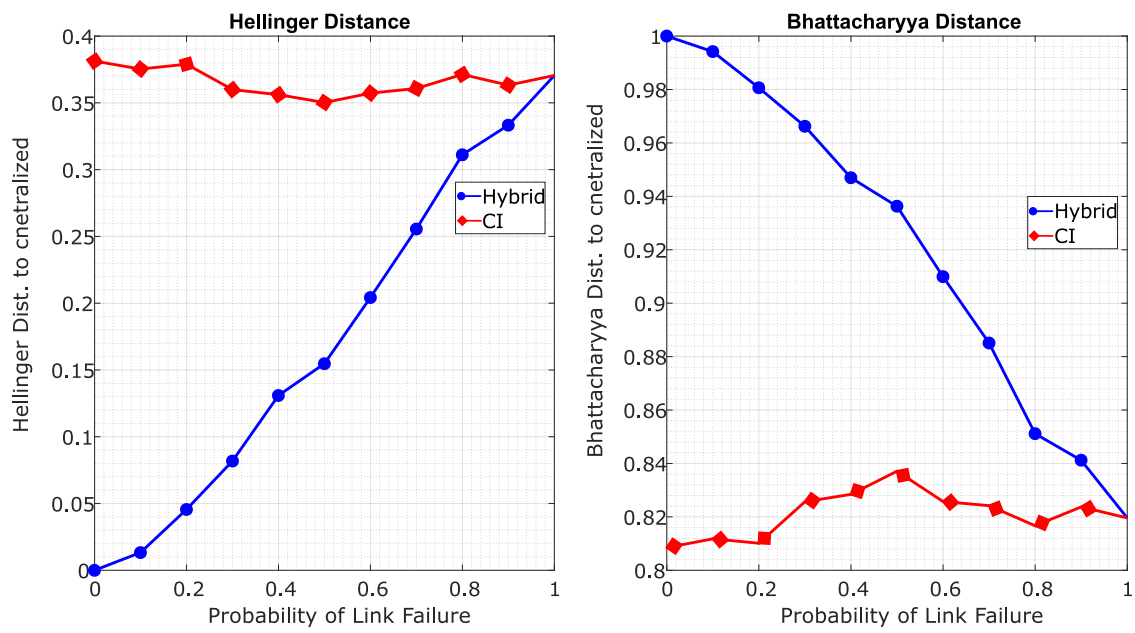 Hellinger Distance
Hellinger Dist. to cnetralized
0.4
0.35
0.3
0.25
0.2
0.15
0.1
0.05
0
Hybrid
CI
0 0.2 0.4 0.6 0.8 1
Probability of Link Failure
Bhattacharyya Distance
Bhattacharyya Dist. to cnetralized
1
0.98
0.96
0.94
0.92
0.9
0.88
0.86
0.84
0.82
0.8
Hybrid
CI
0 0.2 0.4 0.6 0.8 1
Probability of Link Failure